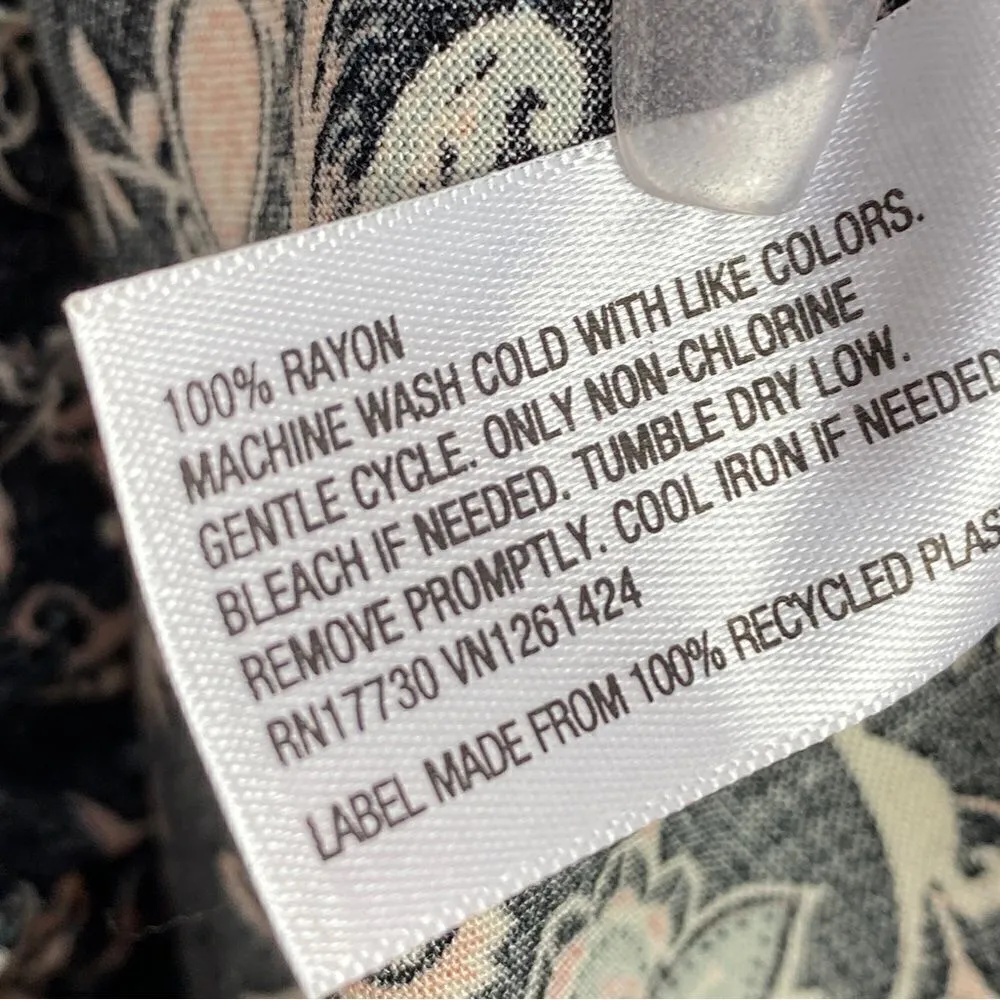 100% RAYON
MACHINE WASH COLD WITH LIKE COLORS.
GENTLE CYCLE. ONLY NON-CHLORINE
BLEACH IF NEEDED. TUMBLE DRY LOW.
REMOVE PROMPTLY. COOL IRON IF NEEDED
RN17730 VN1261424
LABEL MADE FROM 100% RECYCLED PLAS